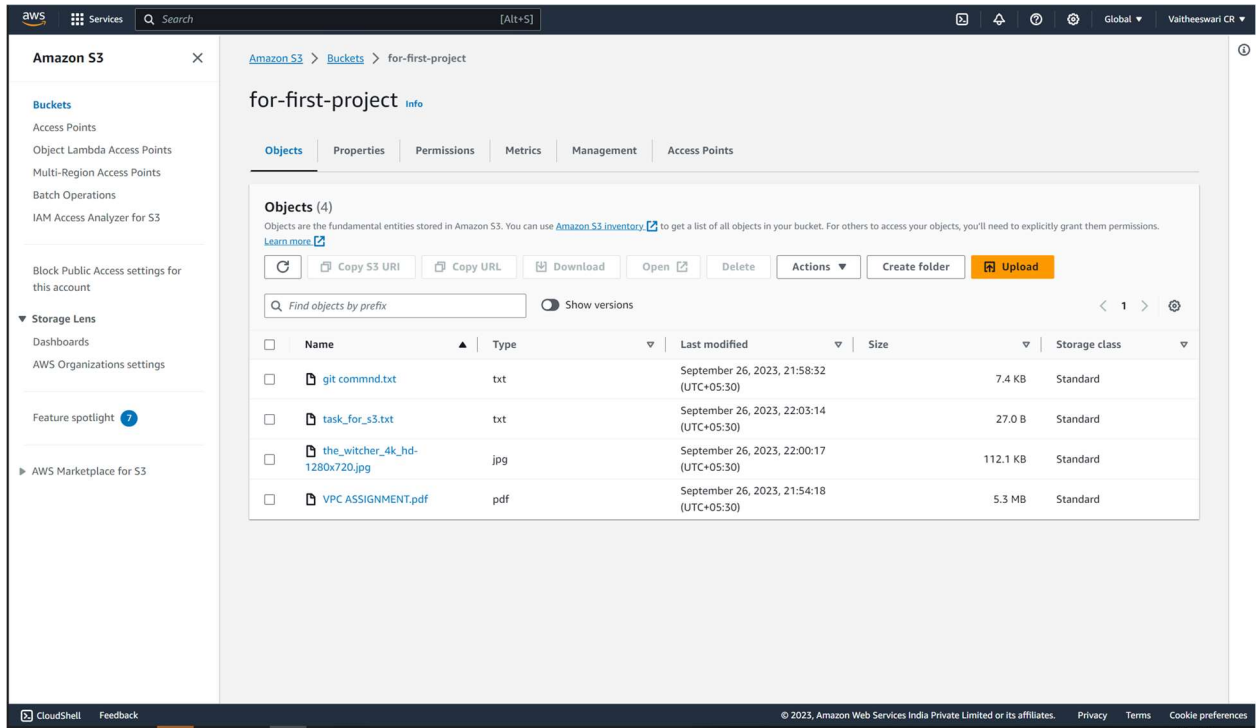 aws Services Search [Alt+S] Global Vaitheeswari CR
Amazon S3
Buckets
Access Points
Object Lambda Access Points
Multi-Region Access Points
Batch Operations
IAM Access Analyzer for S3
Block Public Access settings for
this account
Storage Lens
Dashboards
AWS Organizations settings
Feature spotlight 7
AWS Marketplace for S3
Amazon S3 > Buckets > for-first-project
for-first-project Info
Objects Properties Permissions Metrics Management Access Points
Objects (4)
Objects are the fundamental entities stored in Amazon S3. You can use Amazon S3 inventory to get a list of all objects in your bucket. For others to access your objects, you'll need to explicitly grant them permissions.
Learn more
Copy S3 URI Copy URL Download Open Delete Actions Create folder Upload
Find objects by prefix Show versions < 1 >
Name Type Last modified Size Storage class
git commnd.txt txt September 26, 2023, 21:58:32 7.4 KB Standard
(UTC+05:30)
task_for_s3.txt txt September 26, 2023, 22:03:14 27.0 B Standard
(UTC+05:30)
the_witcher_4k_hd- jpg September 26, 2023, 22:00:17 112.1 KB Standard
1280x720.jpg (UTC+05:30)
VPC ASSIGNMENT.pdf pdf September 26, 2023, 21:54:18 5.3 MB Standard
(UTC+05:30)
CloudShell Feedback © 2023, Amazon Web Services India Private Limited or its affiliates. Privacy Terms Cookie preferences